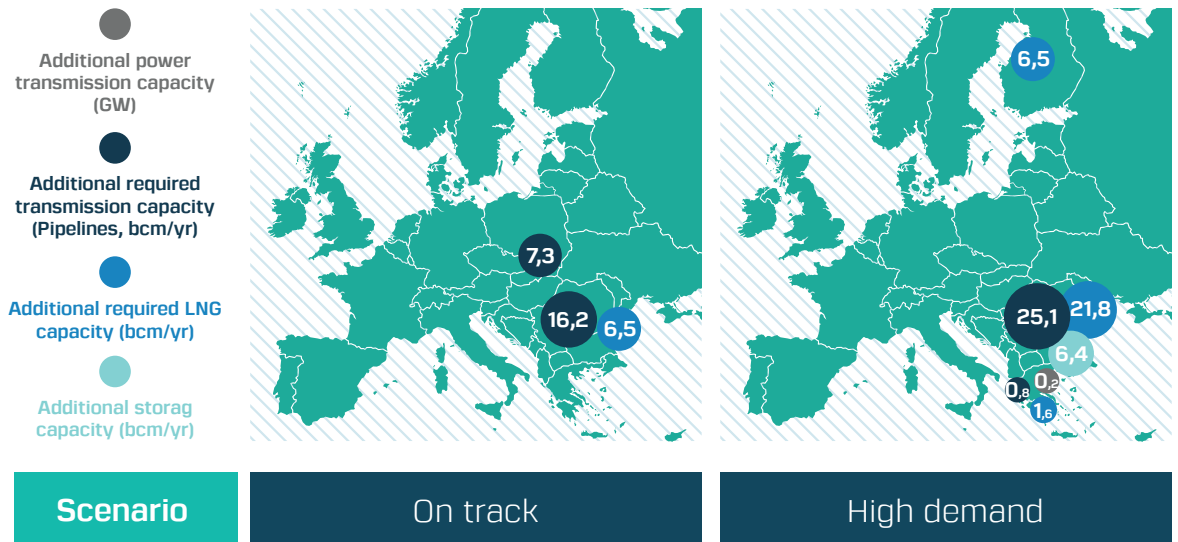 Additional power
transmission capacity
(GW)
Additional required
transmission capacity
(Pipelines, bcm/yr)
Additional required LNG
capacity (bcm/yr)
Additional storag
capacity (bcm/yr)
7,3
16,2
6,5
6,5
25,1
21,8
6,4
0,2
0,8
1,6
Scenario
On track
High demand